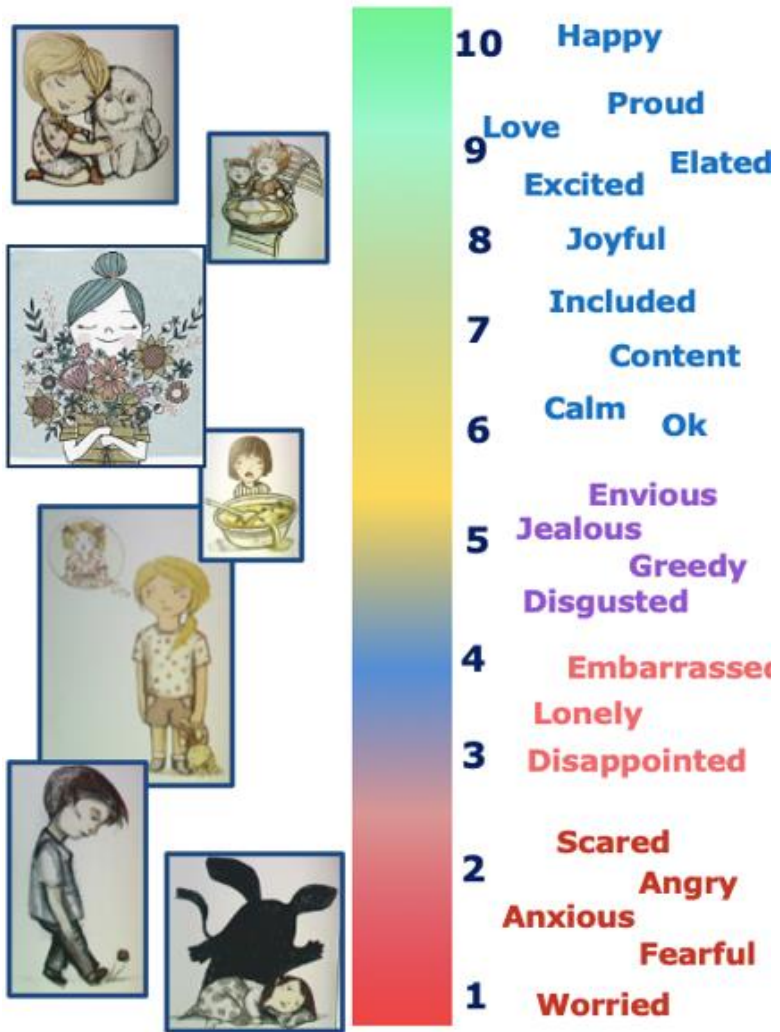 10 Happy
Proud
Love
9
Elated
Excited
8 Joyful
Included
7
Content
Calm
6 Ok
Envious
Jealous
5
Greedy
Disgusted
4 Embarrassed
Lonely
3 Disappointed
Scared
2
Angry
Anxious
Fearful
1 Worried